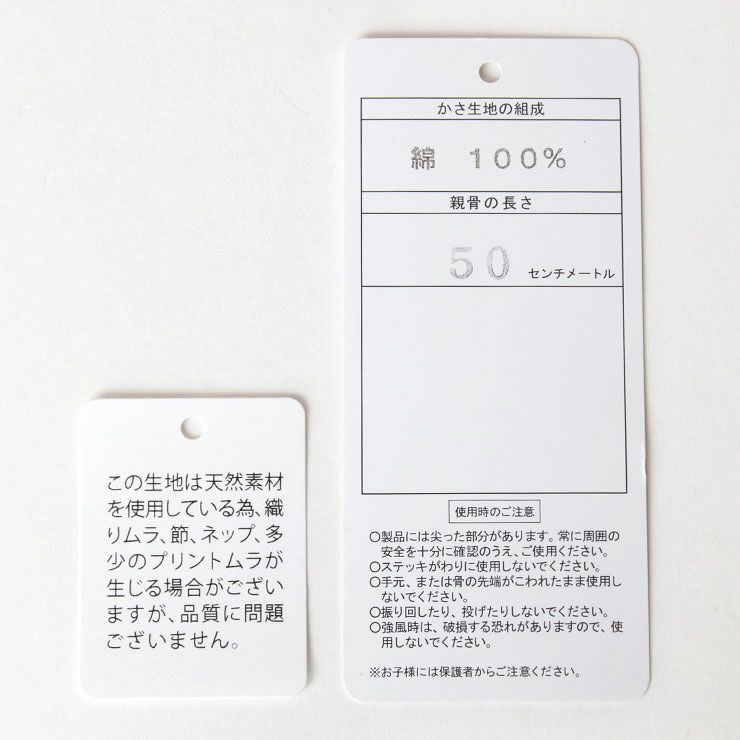 かさ生地の組成
綿 100%
親骨の長さ
50 センチメートル
使用時のご注意
○製品には尖った部分があります。常に周囲の
安全を十分に確認のうえ、ご使用ください。
○ステッキがわりに使用しないでください。
○手元、または骨の先端がこわれたまま使用し
ないでください。
○振り回したり、投げたりしないでください。
○強風時は、破損する恐れがありますので、使
用しないでください。
※お子様には保護者からご注意ください。
この生地は天然素材
を使用している為、織
りムラ、節、ネップ、多
少のプリントムラが
生じる場合がござい
ますが、品質に問題
ございません。